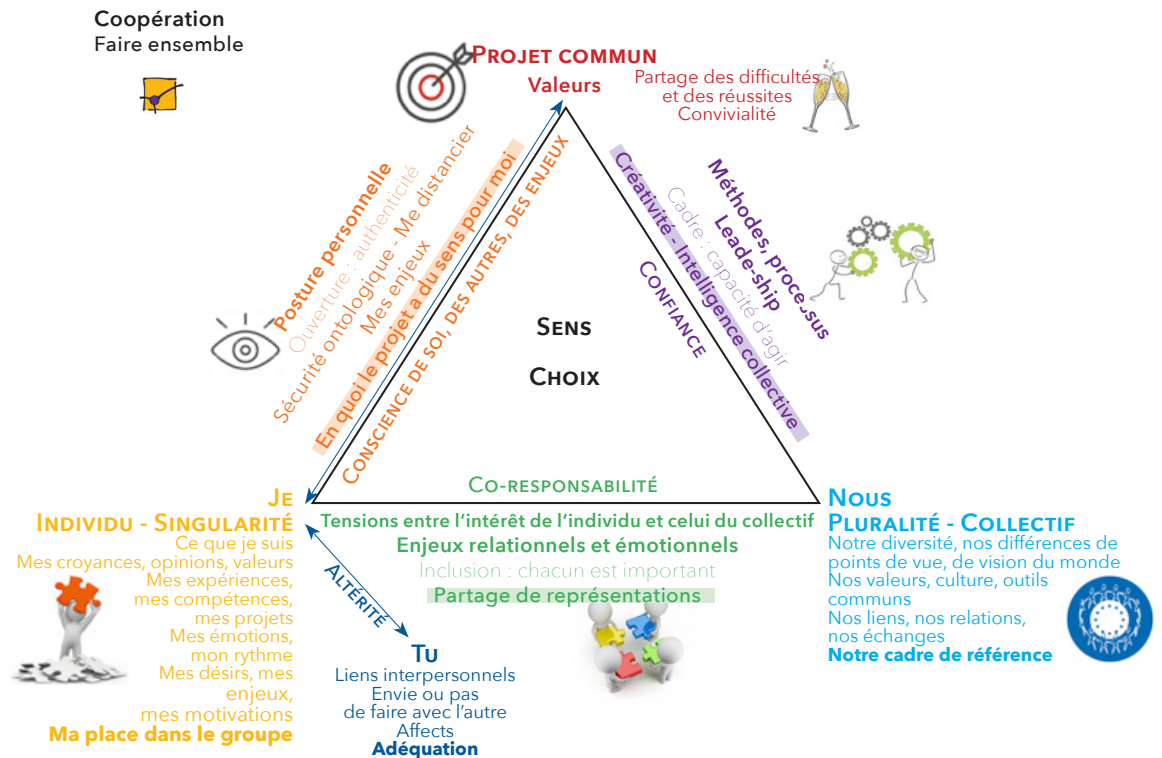 Coopération
Faire ensemble
Projet commun
Valeurs
Partage des difficultés
et des réussites
Convivialité
Posture personnelle
Ouverture : authenticité
Sécurité ontologique - Me distancier
Mes enjeux
En quoi le projet a du sens pour moi
Conscience de soi, des autres, des enjeux
Sens
Choix
Méthodes, processus
Leade-ship
Cadre : capacité d'agir
Créativité - Intelligence collective
Confiance
Co-responsabilité
Tensions entre l'intérêt de l'individu et celui du collectif
Enjeux relationnels et émotionnels
Inclusion : chacun est important
Partage de représentations
Je
Individu - Singularité
Ce que je suis
Mes croyances, opinions, valeurs
Mes expériences,
mes compétences,
mes projets
Mes émotions,
mon rythme
Mes désirs, mes
enjeux,
mes motivations
Ma place dans le groupe
Altérité
Tu
Liens interpersonnels
Envie ou pas
de faire avec l'autre
Affects
Adéquation
Nous
Pluralité - Collectif
Notre diversité, nos différences de
points de vue, de vision du monde
Nos valeurs, culture, outils
communs
Nos liens, nos relations,
nos échanges
Notre cadre de référence